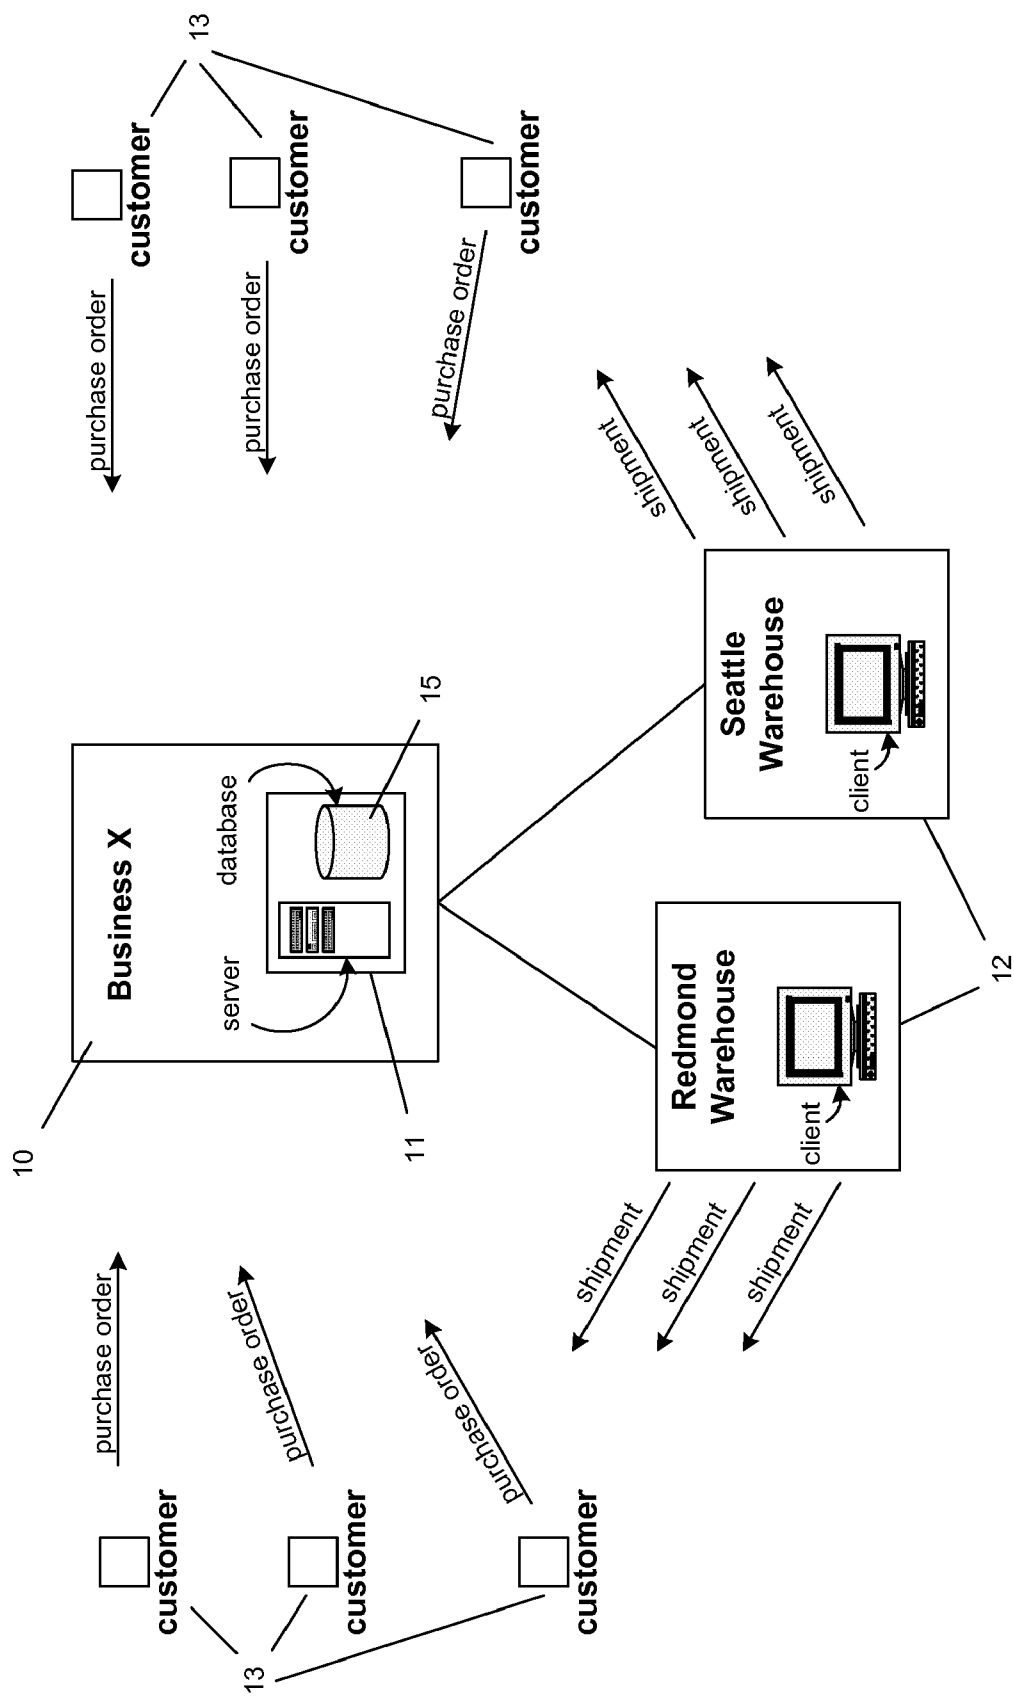 13
13
customer
customer
customer
customer
customer
customer
purchase order
purchase order
purchase order
purchase order
purchase order
purchase order
10
Business X
server
database
11
15
Redmond
Warehouse
client
Seattle
Warehouse
client
12
shipment
shipment
shipment
shipment
shipment
shipment